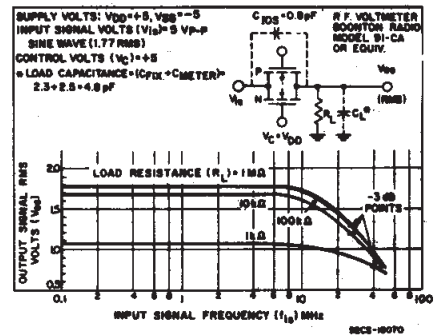 SUPPLY VOLTS: VDD=+5, VSS=-5
INPUT SIGNAL VOLTS (Vis)= 5 VP-P
SINE WAVE (1.77 RMS)
CONTROL VOLTS (VC)=+5
* LOAD CAPACITANCE=(CFIX.+CMETER)=
2.3+2.5=4.8 pF
CIOS=0.8pF
R.F. VOLTMETER
BOONTON RADIO
MODEL 91-CA
OR EQUIV.
P
N
Vis
VC=VDD
RL
CL*
Vos
(RMS)
LOAD RESISTANCE (RL)=1MΩ
10kΩ
100kΩ
1kΩ
-3 dB
POINTS
OUTPUT SIGNAL RMS
VOLTS (Vos)
2.0
1.5
1.0
0.5
0.1 2 4 6 8 1 2 4 6 8 10 2 4 6 8 100
INPUT SIGNAL FREQUENCY (fis) MHz
92CS-18070